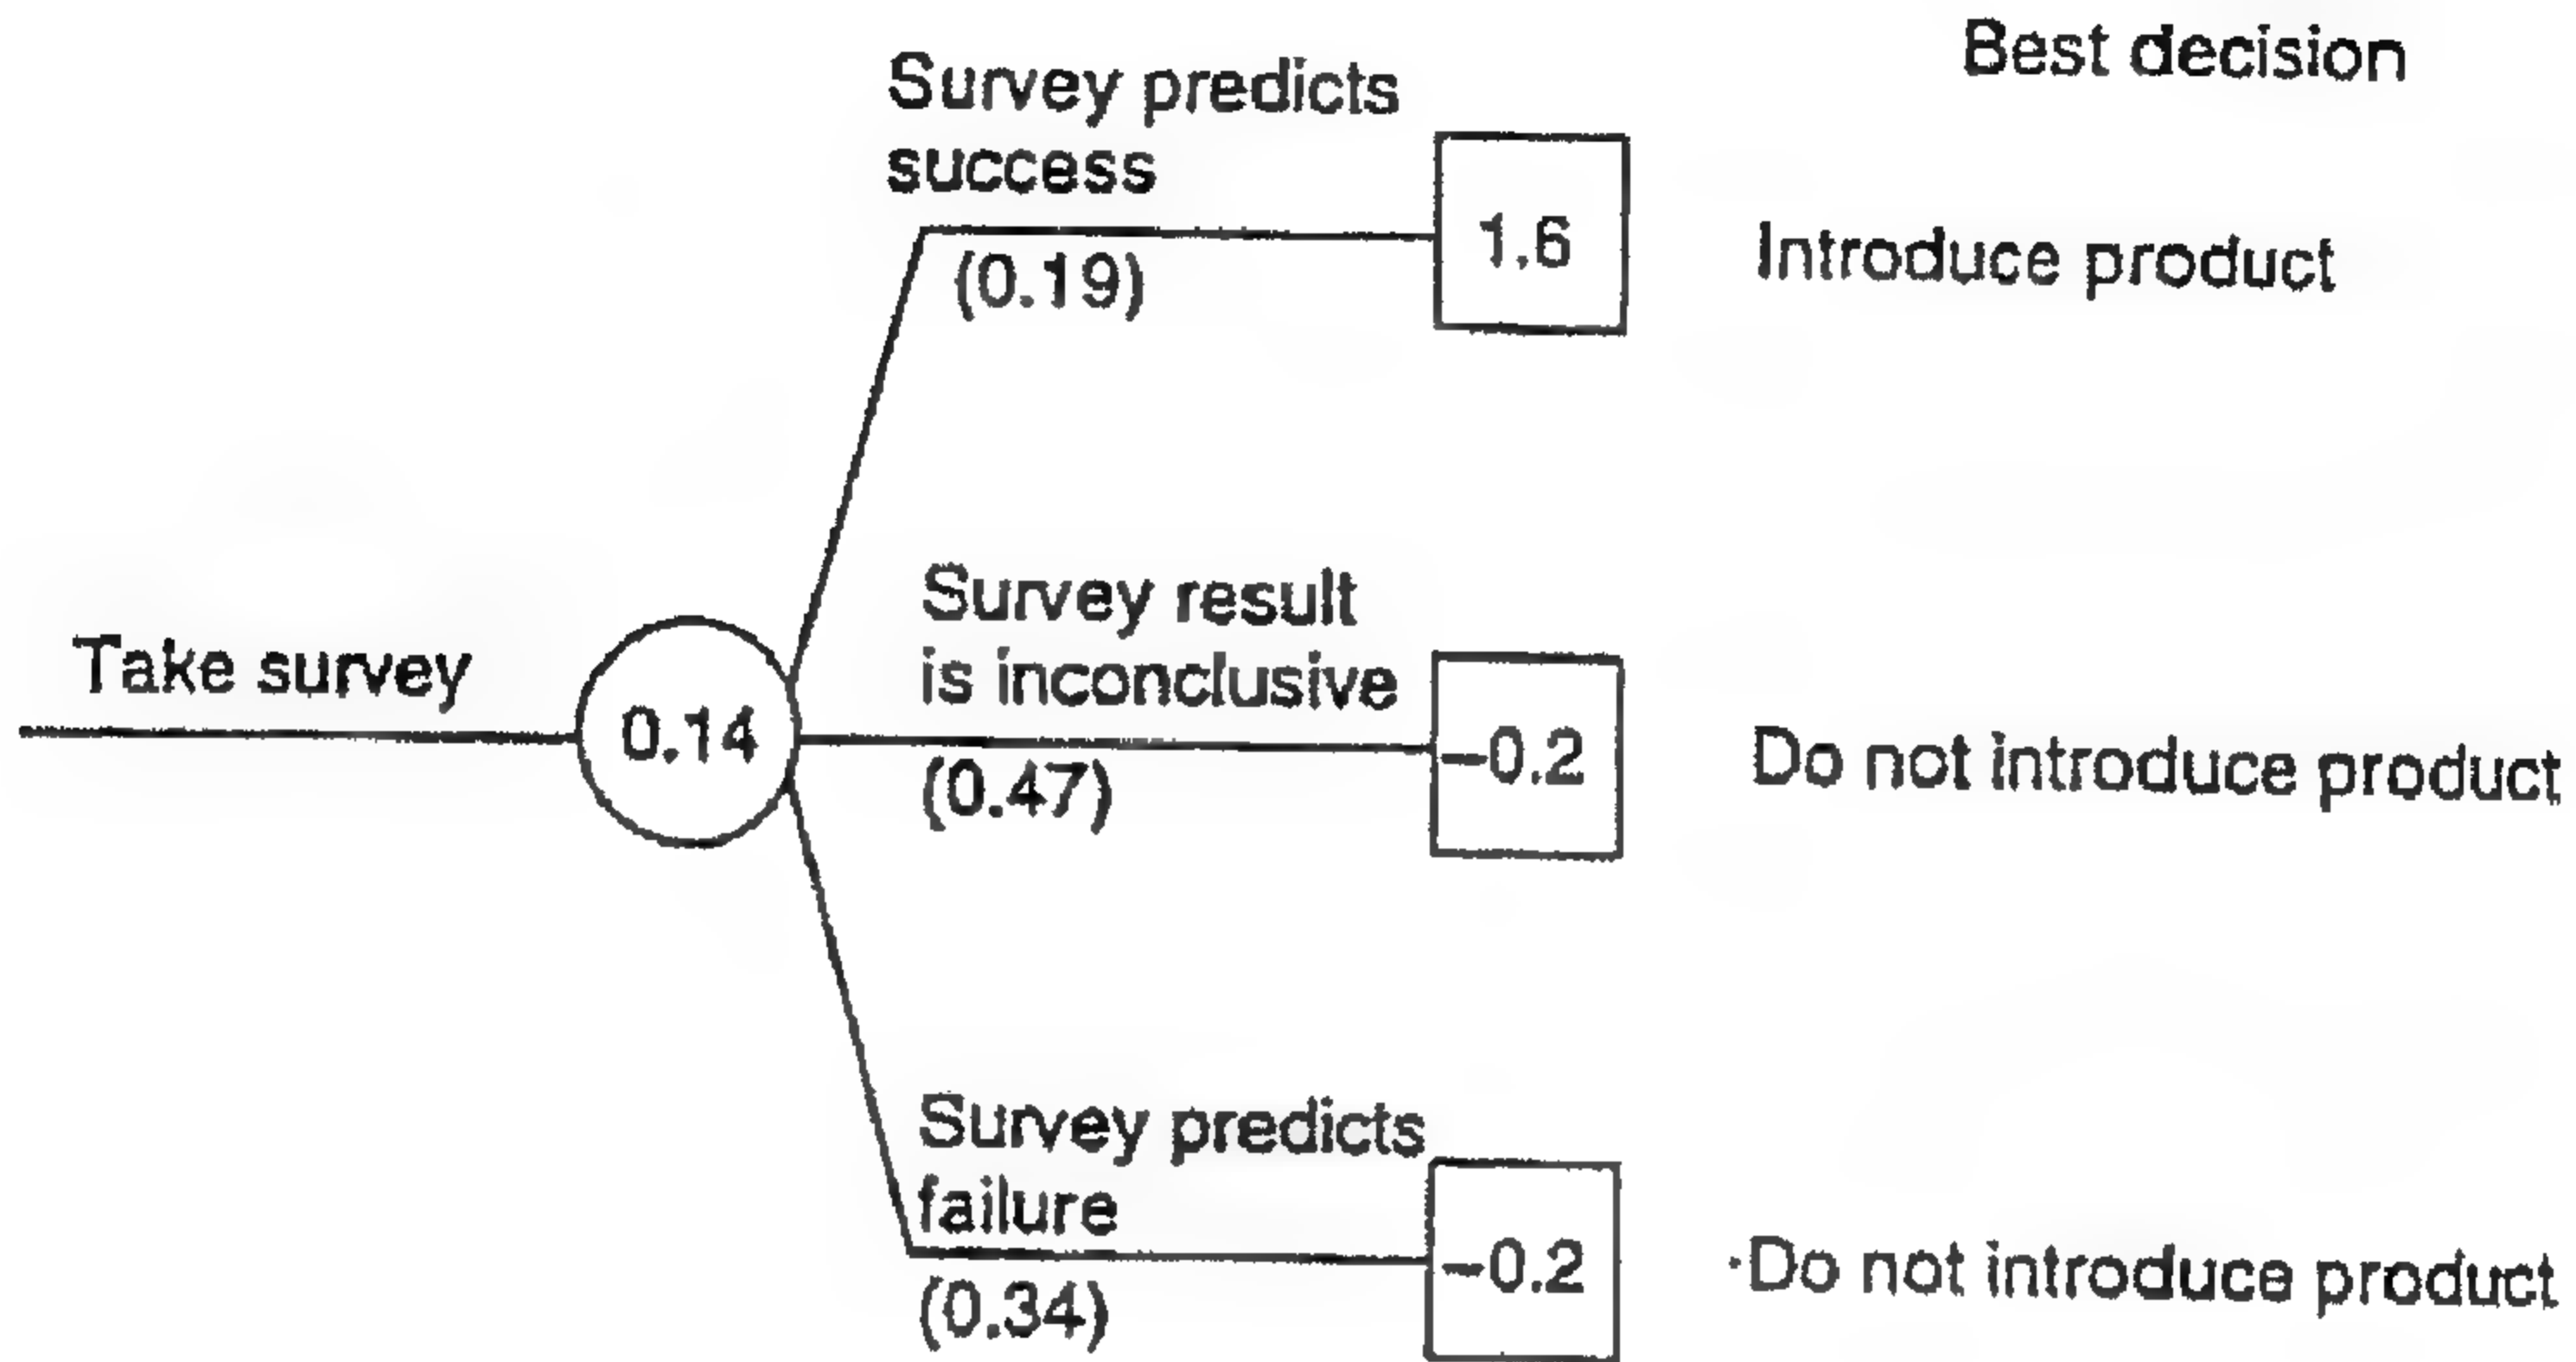 Best decision
Survey predicts
success
(0.19)
1.6
Introduce product
Take survey
0.14
Survey result
is inconclusive
(0.47)
−0.2
Do not introduce product
Survey predicts
failure
(0.34)
−0.2
Do not introduce product